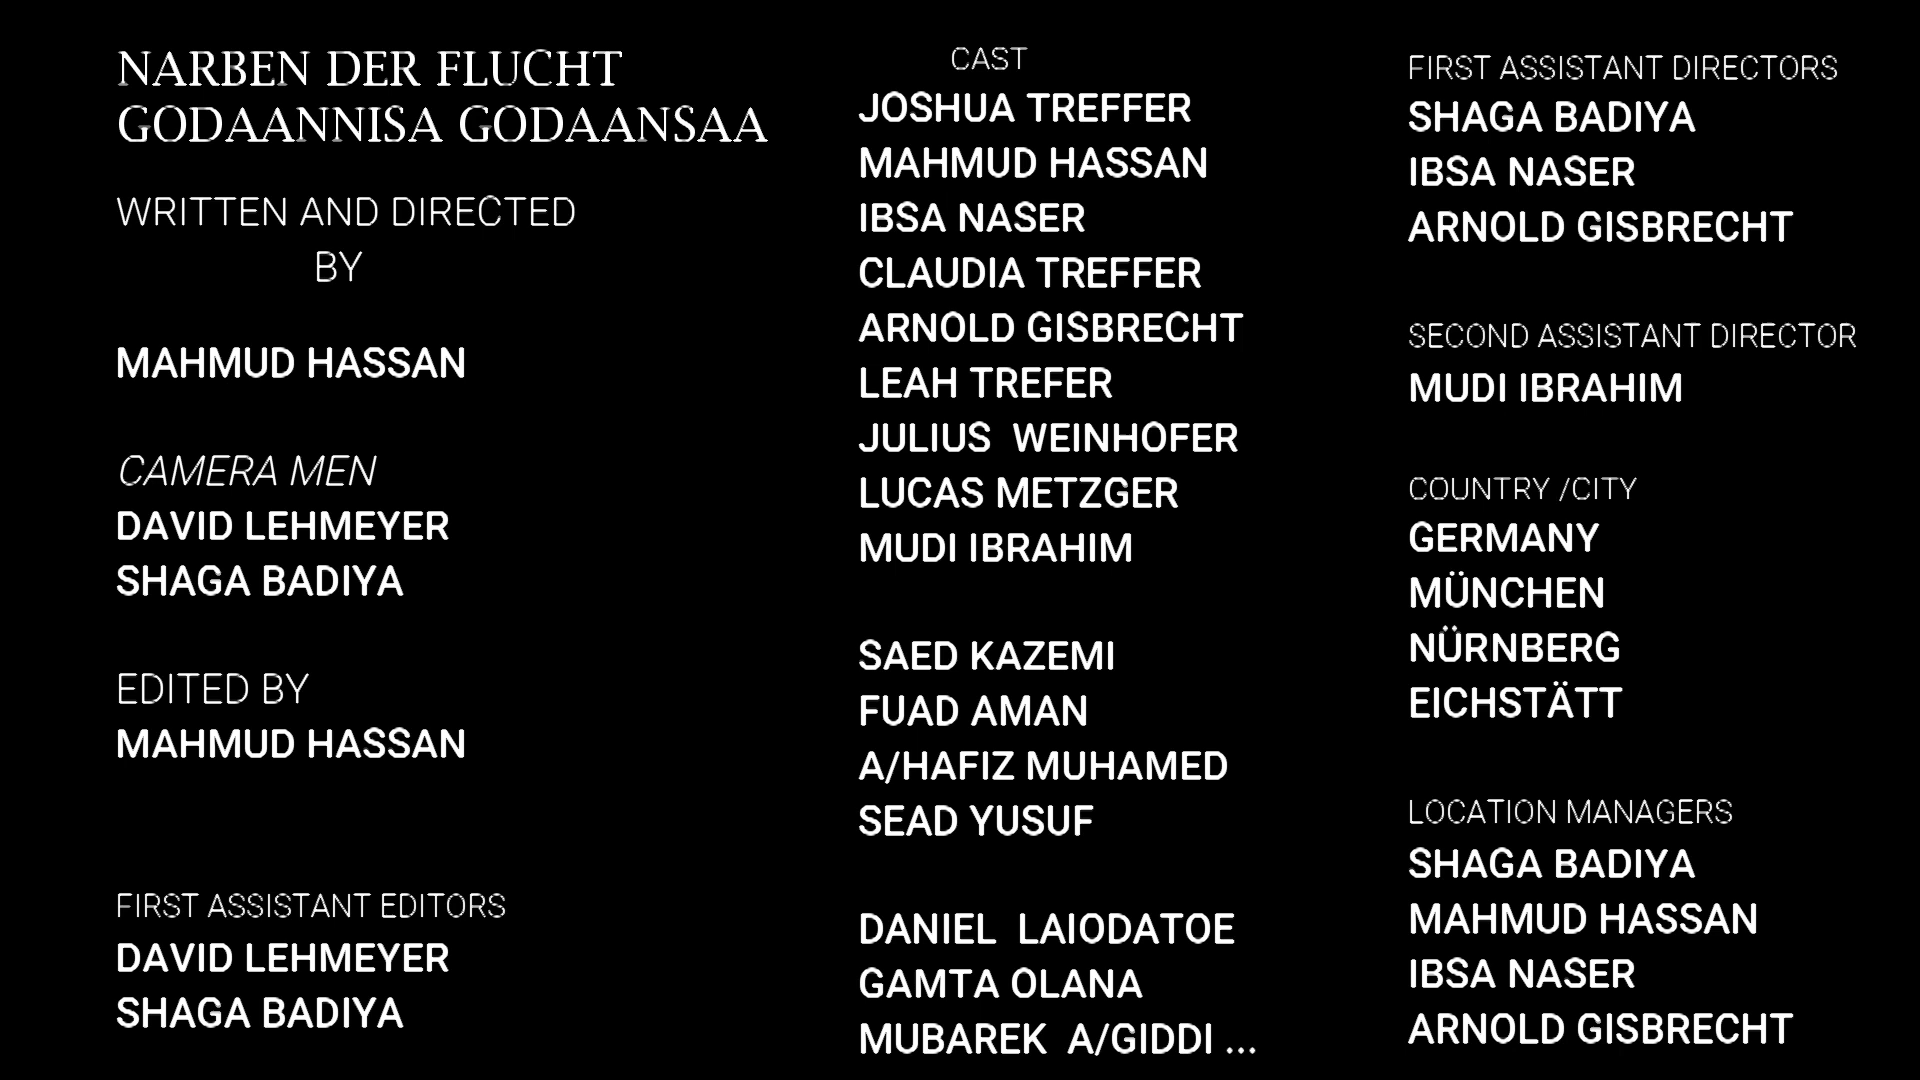 NARBEN DER FLUCHT
GODAANNISA GODAANSAA
WRITTEN AND DIRECTED
BY
MAHMUD HASSAN
CAMERA MEN
DAVID LEHMEYER
SHAGA BADIYA
EDITED BY
MAHMUD HASSAN
FIRST ASSISTANT EDITORS
DAVID LEHMEYER
SHAGA BADIYA
CAST
JOSHUA TREFFER
MAHMUD HASSAN
IBSA NASER
CLAUDIA TREFFER
ARNOLD GISBRECHT
LEAH TREFER
JULIUS  WEINHOFER
LUCAS METZGER
MUDI IBRAHIM
SAED KAZEMI
FUAD AMAN
A/HAFIZ MUHAMED
SEAD YUSUF
DANIEL  LAIODATOE
GAMTA OLANA
MUBAREK  A/GIDDI ...
FIRST ASSISTANT DIRECTORS
SHAGA BADIYA
IBSA NASER
ARNOLD GISBRECHT
SECOND ASSISTANT DIRECTOR
MUDI IBRAHIM
COUNTRY /CITY
GERMANY
MÜNCHEN
NÜRNBERG
EICHSTÄTT
LOCATION MANAGERS
SHAGA BADIYA
MAHMUD HASSAN
IBSA NASER
ARNOLD GISBRECHT